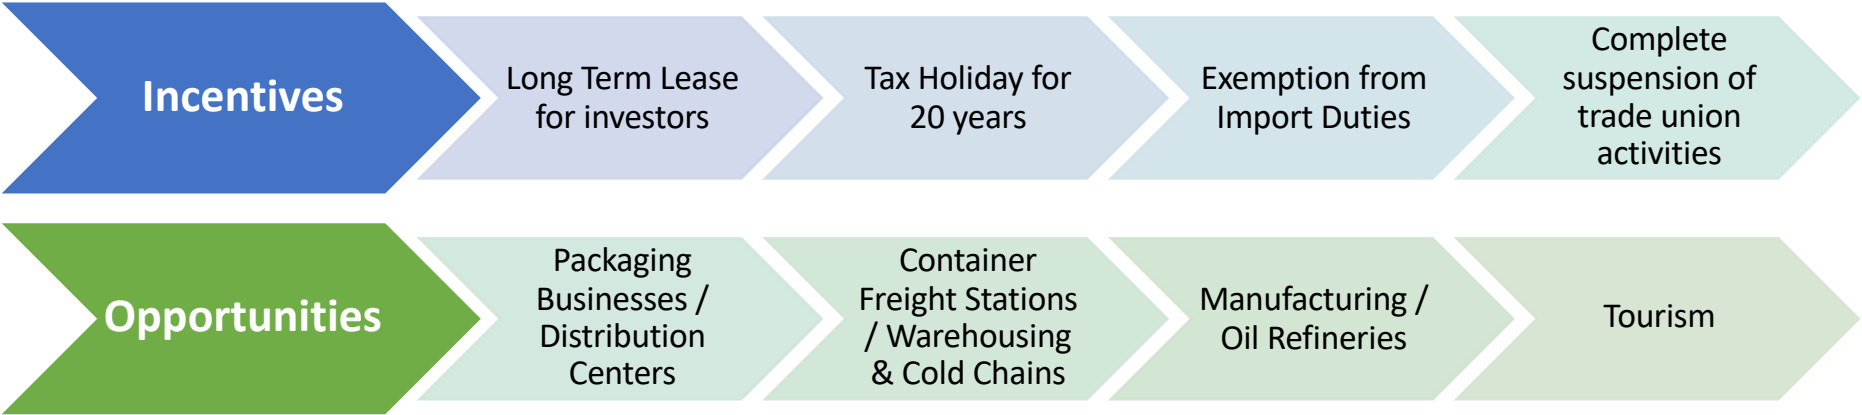 Incentives
Long Term Lease
for investors
Tax Holiday for
20 years
Exemption from
Import Duties
Complete
suspension of
trade union
activities
Opportunities
Packaging
Businesses /
Distribution
Centers
Container
Freight Stations
/ Warehousing
& Cold Chains
Manufacturing /
Oil Refineries
Tourism